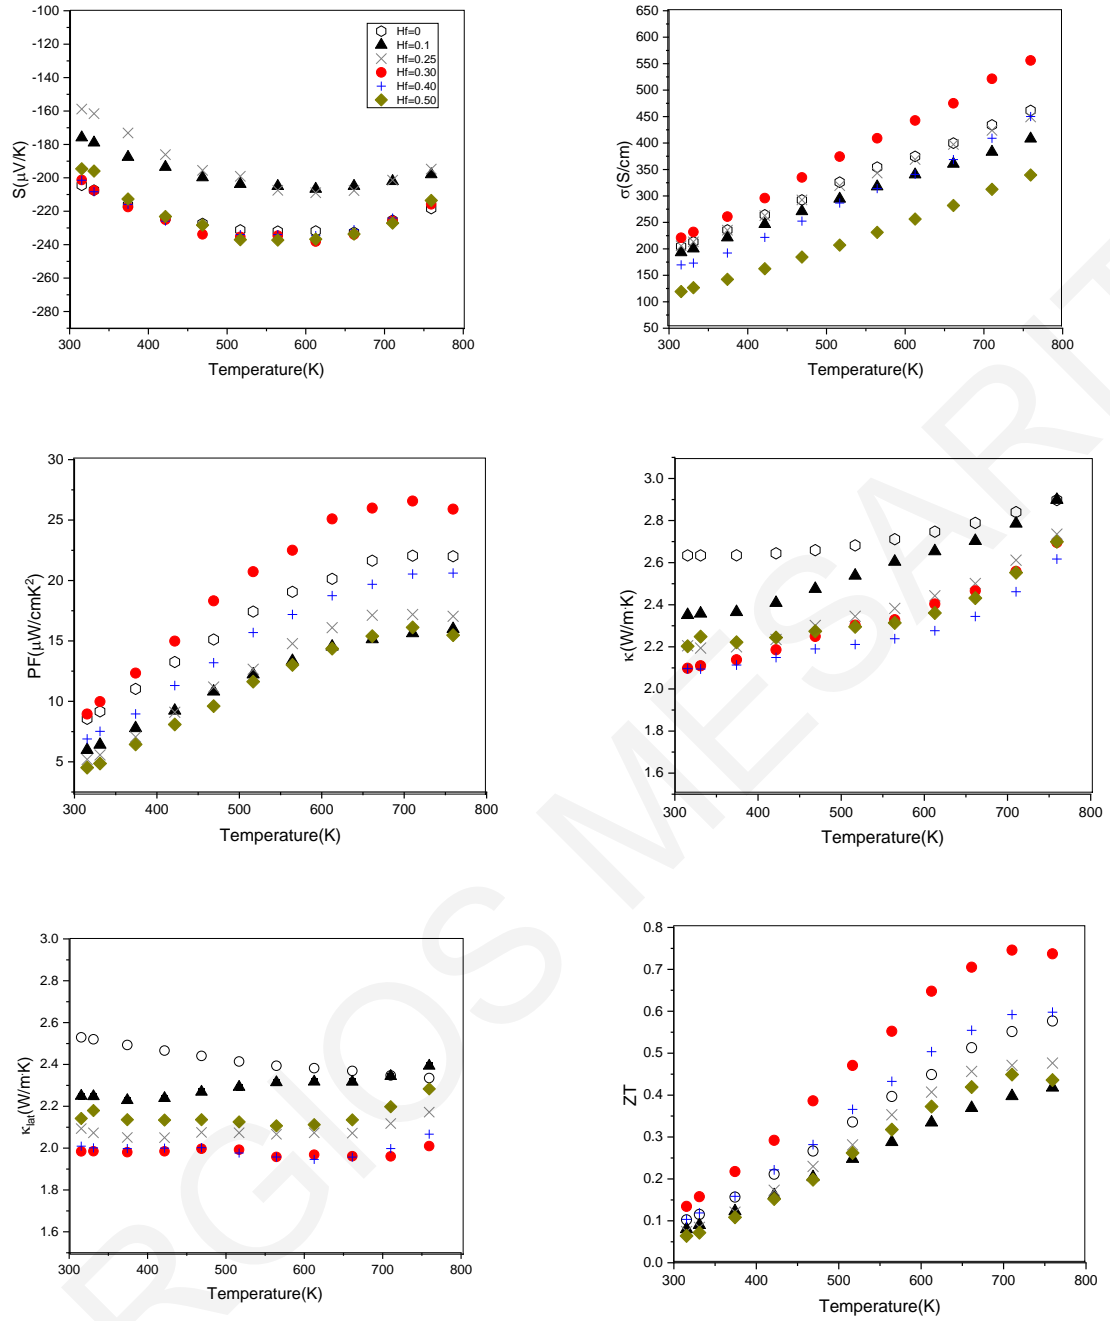 -100
-120
-140
-160
-180
-200
-220
-240
-260
-280
S(μV/K)
300 400 500 600 700 800
Temperature(K)
Hf=0
Hf=0.1
Hf=0.25
Hf=0.30
Hf=0.40
Hf=0.50
650
600
550
500
450
400
350
300
250
200
150
100
50
σ(S/cm)
300 400 500 600 700 800
Temperature(K)
30
25
20
15
10
5
PF(μW/cmK²)
300 400 500 600 700 800
Temperature(K)
3.0
2.8
2.6
2.4
2.2
2.0
1.8
1.6
κ(W/m·K)
300 400 500 600 700 800
Temperature(K)
3.0
2.8
2.6
2.4
2.2
2.0
1.8
1.6
κlat(W/m·K)
300 400 500 600 700 800
Temperature(K)
0.8
0.7
0.6
0.5
0.4
0.3
0.2
0.1
0.0
ZT
300 400 500 600 700 800
Temperature(K)
RGIOS MESARIT